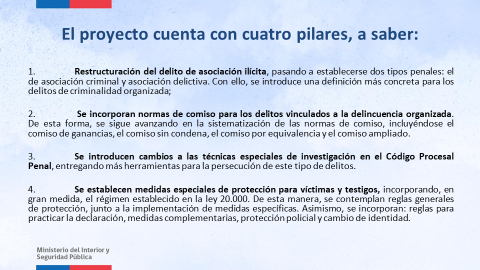 El proyecto cuenta con cuatro pilares, a saber:
1. Restructuración del delito de asociación ilícita, pasando a establecerse dos tipos penales: el
de asociación criminal y asociación delictiva. Con ello, se introduce una definición más concreta para los
delitos de criminalidad organizada;
2. Se incorporan normas de comiso para los delitos vinculados a la delincuencia organizada.
De esta forma, se sigue avanzando en la sistematización de las normas de comiso, incluyéndose el
comiso de ganancias, el comiso sin condena, el comiso por equivalencia y el comiso ampliado.
3. Se introducen cambios a las técnicas especiales de investigación en el Código Procesal
Penal, entregando más herramientas para la persecución de este tipo de delitos.
4. Se establecen medidas especiales de protección para víctimas y testigos, incorporando, en
gran medida, el régimen establecido en la ley 20.000. De esta manera, se contemplan reglas generales
de protección, junto a la implementación de medidas específicas. Asimismo, se incorporan: reglas para
practicar la declaración, medidas complementarias, protección policial y cambio de identidad.
Ministerio del Interior y
Seguridad Pública